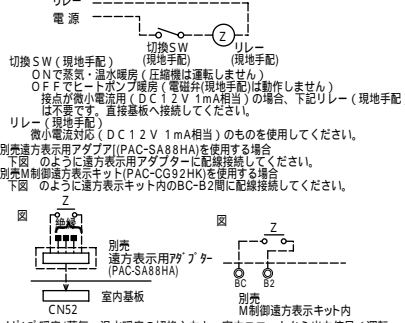 リレー
電 源
Z
切換ＳＷ
(現地手配)
リレー
(現地手配)
切換ＳＷ(現地手配)
ＯＮで蒸気・温水暖房(圧縮機は運転しません)
ＯＦＦでヒートポンプ暖房(電磁弁(現地手配)は動作しません)
接点が微小電流用(ＤＣ１２Ｖ １mA相当)の場合、下記リレー(現地手配
は不要です。直接基板へ接続してください。
リレー(現地手配)
微小電流対応(ＤＣ１２Ｖ １mA相当)のものを使用してください。
別売遠方表示用アダプア[(PAC-SA88HA)を使用する場合
下図 のように遠方表示用アダプターに配線接続してください。
別売M制御遠方表示キット(PAC-CG92HK)を使用する場合
下図 のように遠方表示キット内のBC-B2間に配線接続してください。
図
Z
絶縁
別売
遠方表示用ｱﾀﾞﾌﾟﾀｰ
(PAC-SA88HA)
CN52
室内基板
図
Z
BC B2
別売
M制御遠方表示キット内